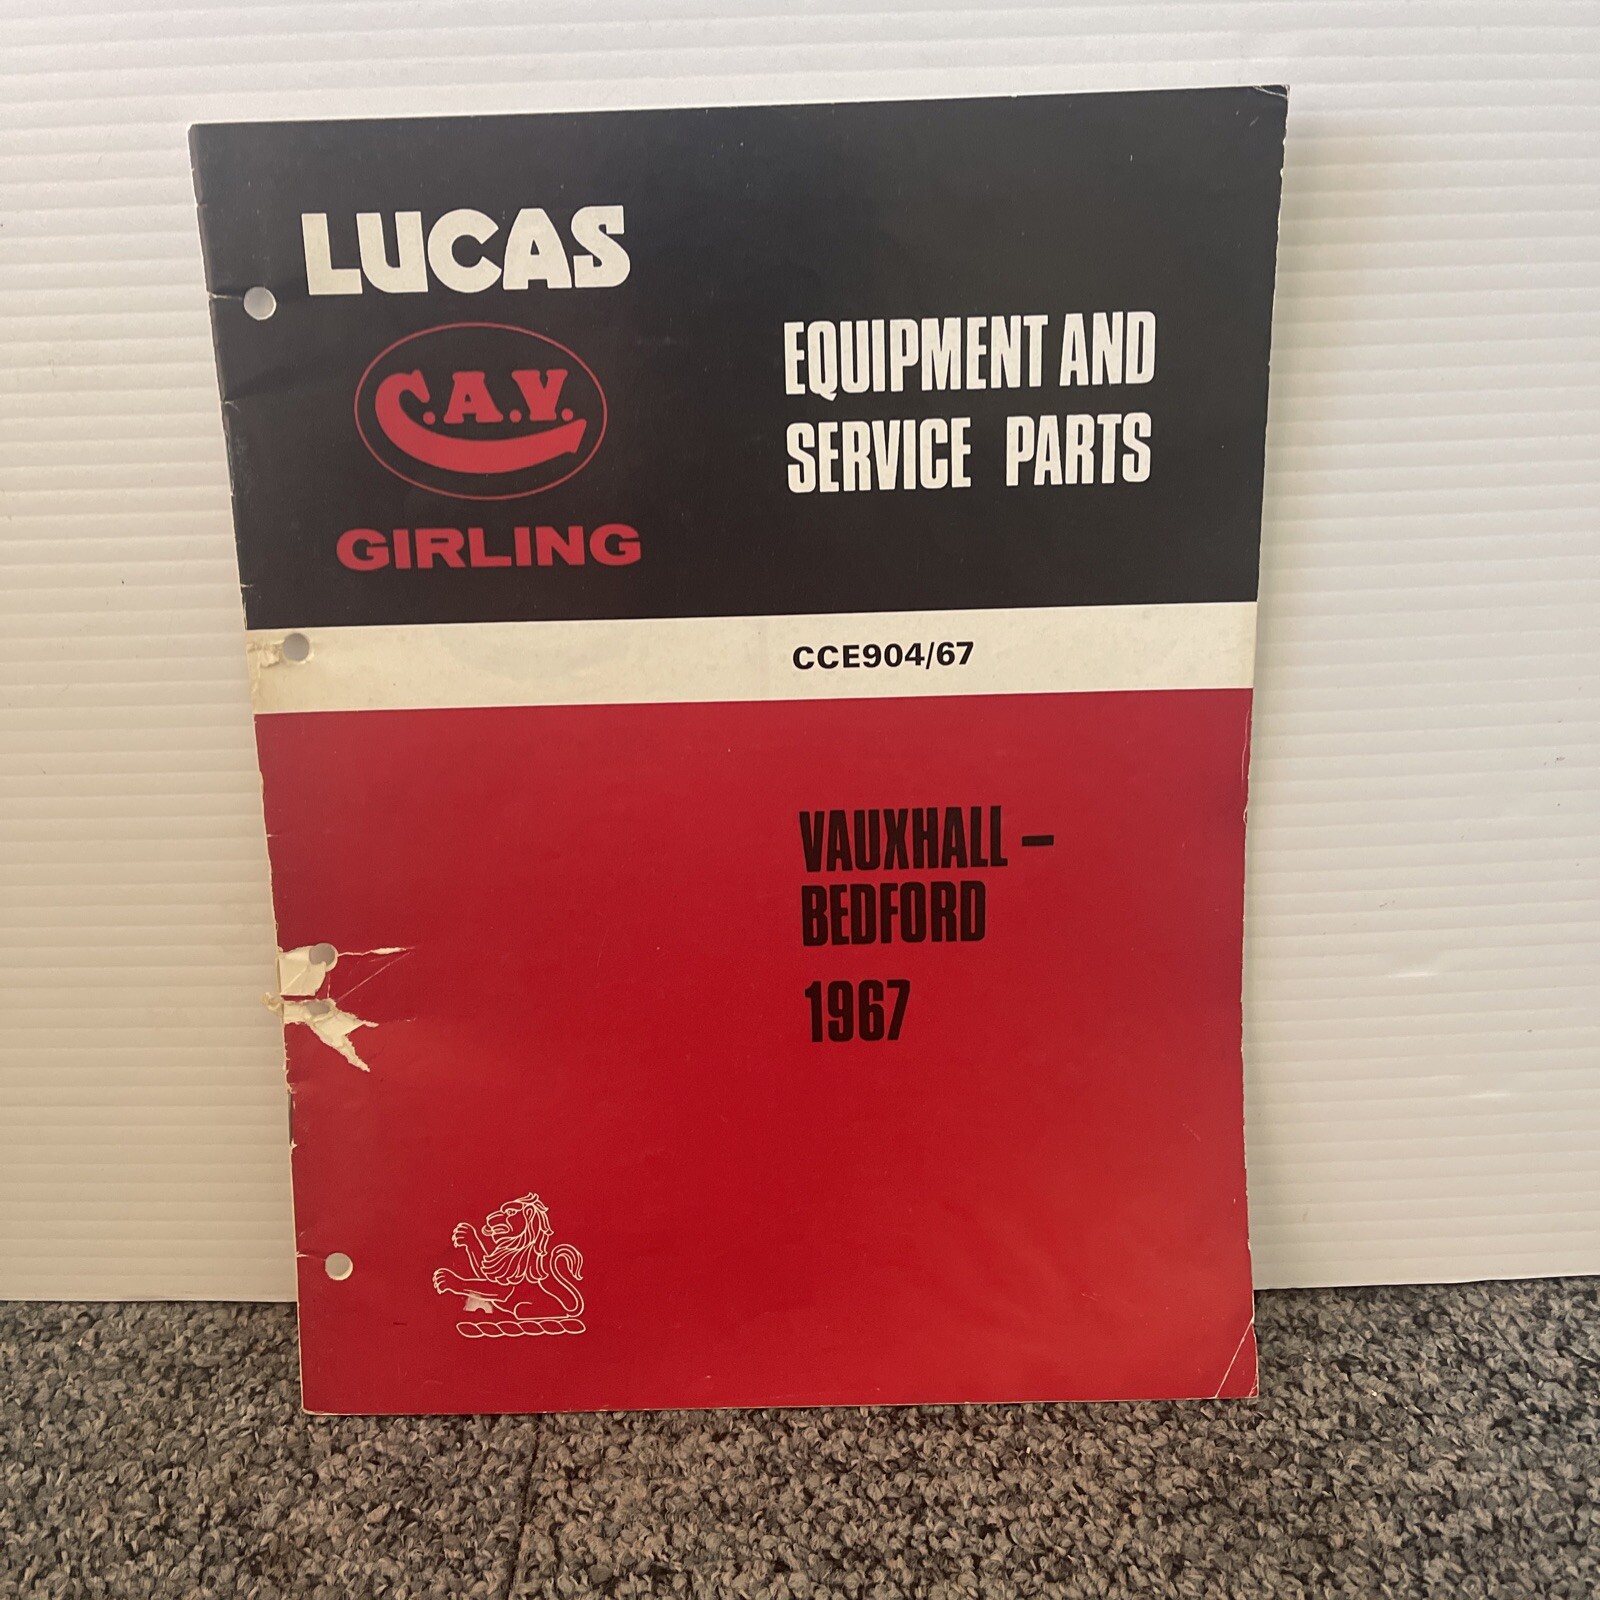 LUCAS
C.A.V.
GIRLING
EQUIPMENT AND
SERVICE PARTS
CCE904/67
VAUXHALL –
BEDFORD
1967